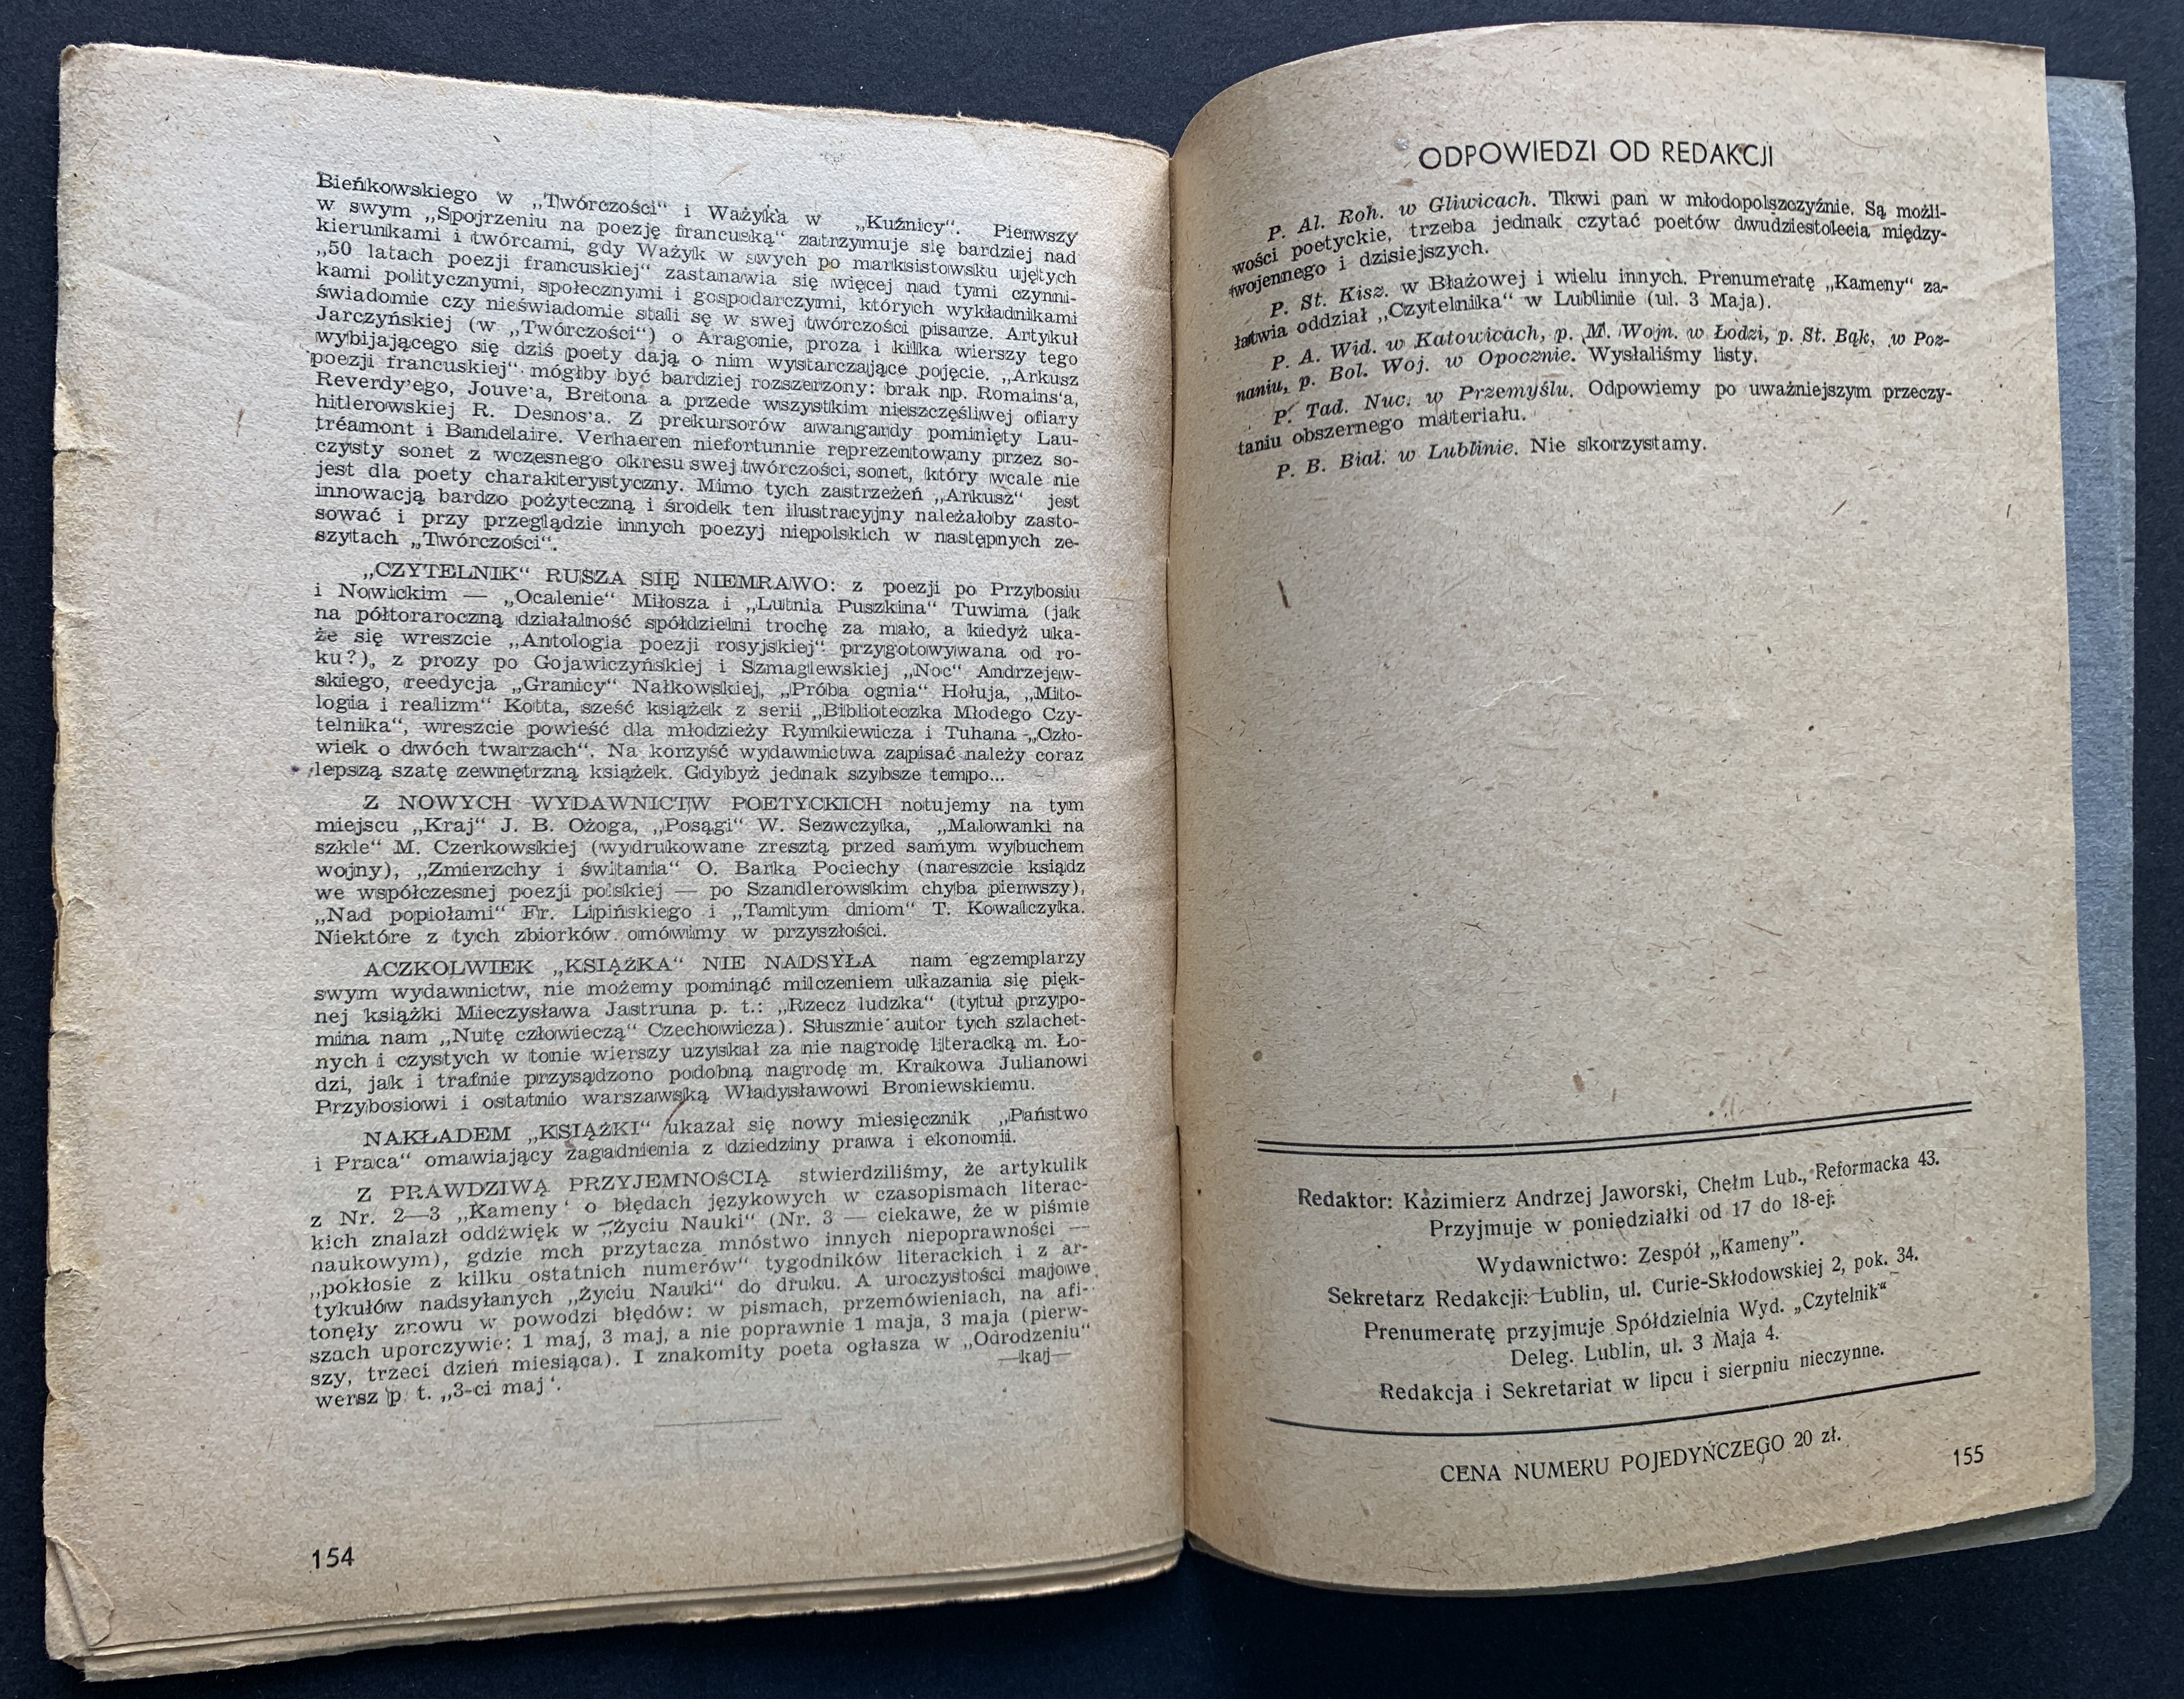 Bieńkowskiego w „Twórczości“ i Ważyka w „Kuźnicy“. Pierwszy
w swym „Spojrzeniu na poezję francuską“ zatrzymuje się bardziej nad
kierunkami i twórcami, gdy Ważyk w swych po marksistowsku ujętych
„50 latach poezji francuskiej“ zastanawia się więcej nad tymi czynni-
kami politycznymi, społecznymi i gospodarczymi, których wykładnikami
świadomie czy nieświadomie stali sę w swej twórczości pisarze. Artykuł
Jarczyńskiej (w „Twórczości“) o Aragonie, proza i kilka wierszy tego
wybijającego się dziś poety dają o nim wystarczające pojęcie. „Arkusz
poezji francuskiej“ mógłby być bardziej rozszerzony: brak np. Romains‘a,
Reverdy’ego, Jouve’a, Bretona a przede wszystkim nieszczęśliwej ofiary
hitlerowskiej R. Desnos’a. Z prekursorów awangardy pominięty Lau-
tréamont i Bandelaire. Verhaeren niefortunnie reprezentowany przez so-
czysty sonet z wczesnego okresu swej twórczości, sonet, który wcale nie
jest dla poety charakterystyczny. Mimo tych zastrzeżeń „Arkusz“ jest
innowacją bardzo pożyteczną i środek ten ilustracyjny należałoby zasto-
sować i przy przeglądzie innych poezyj niepolskich w następnych ze-
szytach „Twórczości“.
„CZYTELNIK“ RUSZA SIĘ NIEMRAWO: z poezji po Przybosiu
i Nowickim — „Ocalenie“ Miłosza i „Lutnia Puszkina“ Tuwima (jak
na półtoraroczną działalność spółdzielni trochę za mało, a kiedyż uka-
że się wreszcie „Antologia poezji rosyjskiej“ przygotowywana od ro-
ku?), z prozy po Gojawiczyńskiej i Szmaglewskiej „Noc“ Andrzejew-
skiego, reedycja „Granicy“ Nałkowskiej, „Próba ognia“ Hołuja, „Mito-
logia i realizm“ Kotta, sześć książek z serii „Biblioteczka Młodego Czy-
telnika“, wreszcie powieść dla młodzieży Rymkiewicza i Tuhana „Czło-
wiek o dwóch twarzach“. Na korzyść wydawnictwa zapisać należy coraz
lepszą szatę zewnętrzną książek. Gdybyż jednak szybsze tempo...
Z NOWYCH WYDAWNICTW POETYCKICH notujemy na tym
miejscu „Kraj“ J. B. Ożoga, „Posągi“ W. Sezwczyka, „Malowanki na
szkle“ M. Czerkowskiej (wydrukowane zresztą przed samym wybuchem
wojny), „Zmierzchy i świtania“ O. Barka Pociechy (nareszcie ksiądz
we współczesnej poezji polskiej — po Szandlerowskim chyba pierwszy),
„Nad popiołami“ Fr. Lipińskiego i „Tamtym dniom“ T. Kowalczyka.
Niektóre z tych zbiorków omówimy w przyszłości.
ACZKOLWIEK „KSIĄŻKA“ NIE NADSYŁA nam egzemplarzy
swym wydawnictw, nie możemy pominąć milczeniem ukazania się pięk-
nej książki Mieczysława Jastruna p. t.: „Rzecz ludzka“ (tytuł przypo-
mina nam „Nutę człowieczą“ Czechowicza). Słusznie autor tych szlachet-
nych i czystych w tonie wierszy uzyskał za nie nagrodę literacką m. Ło-
dzi, jak i trafnie przysądzono podobną nagrodę m. Krakowa Julianowi
Przybosiowi i ostatnio warszawską Władysławowi Broniewskiemu.
NAKŁADEM „KSIĄŻKI“ ukazał się nowy miesięcznik „Państwo
i Praca“ omawiający zagadnienia z dziedziny prawa i ekonomii.
Z PRAWDZIWĄ PRZYJEMNOŚCIĄ stwierdziliśmy, że artykulik
z Nr. 2—3 „Kameny‘ o błędach językowych w czasopismach literac-
kich znalazł oddźwięk w „Życiu Nauki“ (Nr. 3 — ciekawe, że w piśmie
naukowym), gdzie mch przytacza mnóstwo innych niepoprawności —
„pokłosie z kilku ostatnich numerów“ tygodników literackich i z ar-
tykułów nadsyłanych „Życiu Nauki“ do druku. A uroczystości majowe
tonęły znowu w powodzi błędów: w pismach, przemówieniach, na afi-
szach uporczywie: 1 maj, 3 maj, a nie poprawnie 1 maja, 3 maja (pierw-
szy, trzeci dzień miesiąca). I znakomity poeta ogłasza w „Odrodzeniu“
wersz p. t. „3-ci maj‘.
—kaj—
154
ODPOWIEDZI OD REDAKCJI
P. Al. Roh. w Gliwicach. Tkwi pan w młodopolszczyźnie. Są możli-
wości poetyckie, trzeba jednak czytać poetów dwudziestolecia między-
wojennego i dzisiejszych.
P. St. Kisz. w Błażowej i wielu innych. Prenumeratę „Kameny“ za-
łatwia oddział „Czytelnika“ w Lublinie (ul. 3 Maja).
P. A. Wid. w Katowicach, p. M. Wojn. w Łodzi, p. St. Bąk, w Poz-
naniu, p. Bol. Woj. w Opocznie. Wysłaliśmy listy.
P. Tad. Nuc. w Przemyślu. Odpowiemy po uważniejszym przeczy-
taniu obszernego materiału.
P. B. Biał. w Lublinie. Nie skorzystamy.
Redaktor: Kazimierz Andrzej Jaworski, Chełm Lub., Reformacka 43.
Przyjmuje w poniedziałki od 17 do 18-ej.
Wydawnictwo: Zespół „Kameny”.
Sekretarz Redakcji: Lublin, ul. Curie-Skłodowskiej 2, pok. 34.
Prenumeratę przyjmuje Spółdzielnia Wyd. „Czytelnik“
Deleg. Lublin, ul. 3 Maja 4.
Redakcja i Sekretariat w lipcu i sierpniu nieczynne.
CENA NUMERU POJEDYŃCZEGO 20 zł.
155